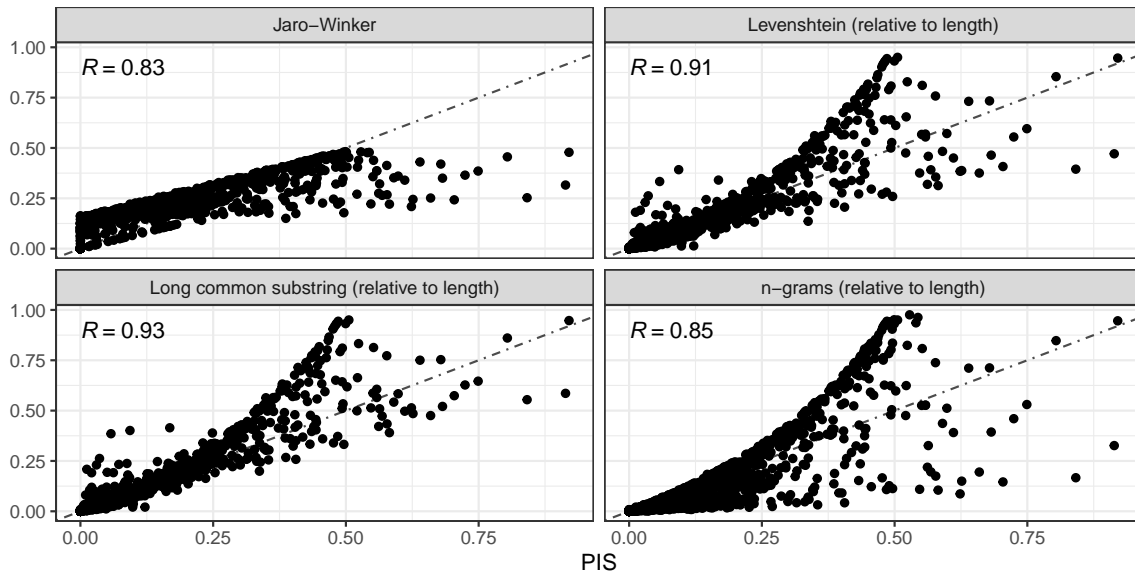 Jaro−Winker
Levenshtein (relative to length)
1.00
0.75
0.50
0.25
0.00
R = 0.83
R = 0.91
Long common substring (relative to length)
n−grams (relative to length)
1.00
0.75
0.50
0.25
0.00
R = 0.93
R = 0.85
0.00 0.25 0.50 0.75
0.00 0.25 0.50 0.75
PIS